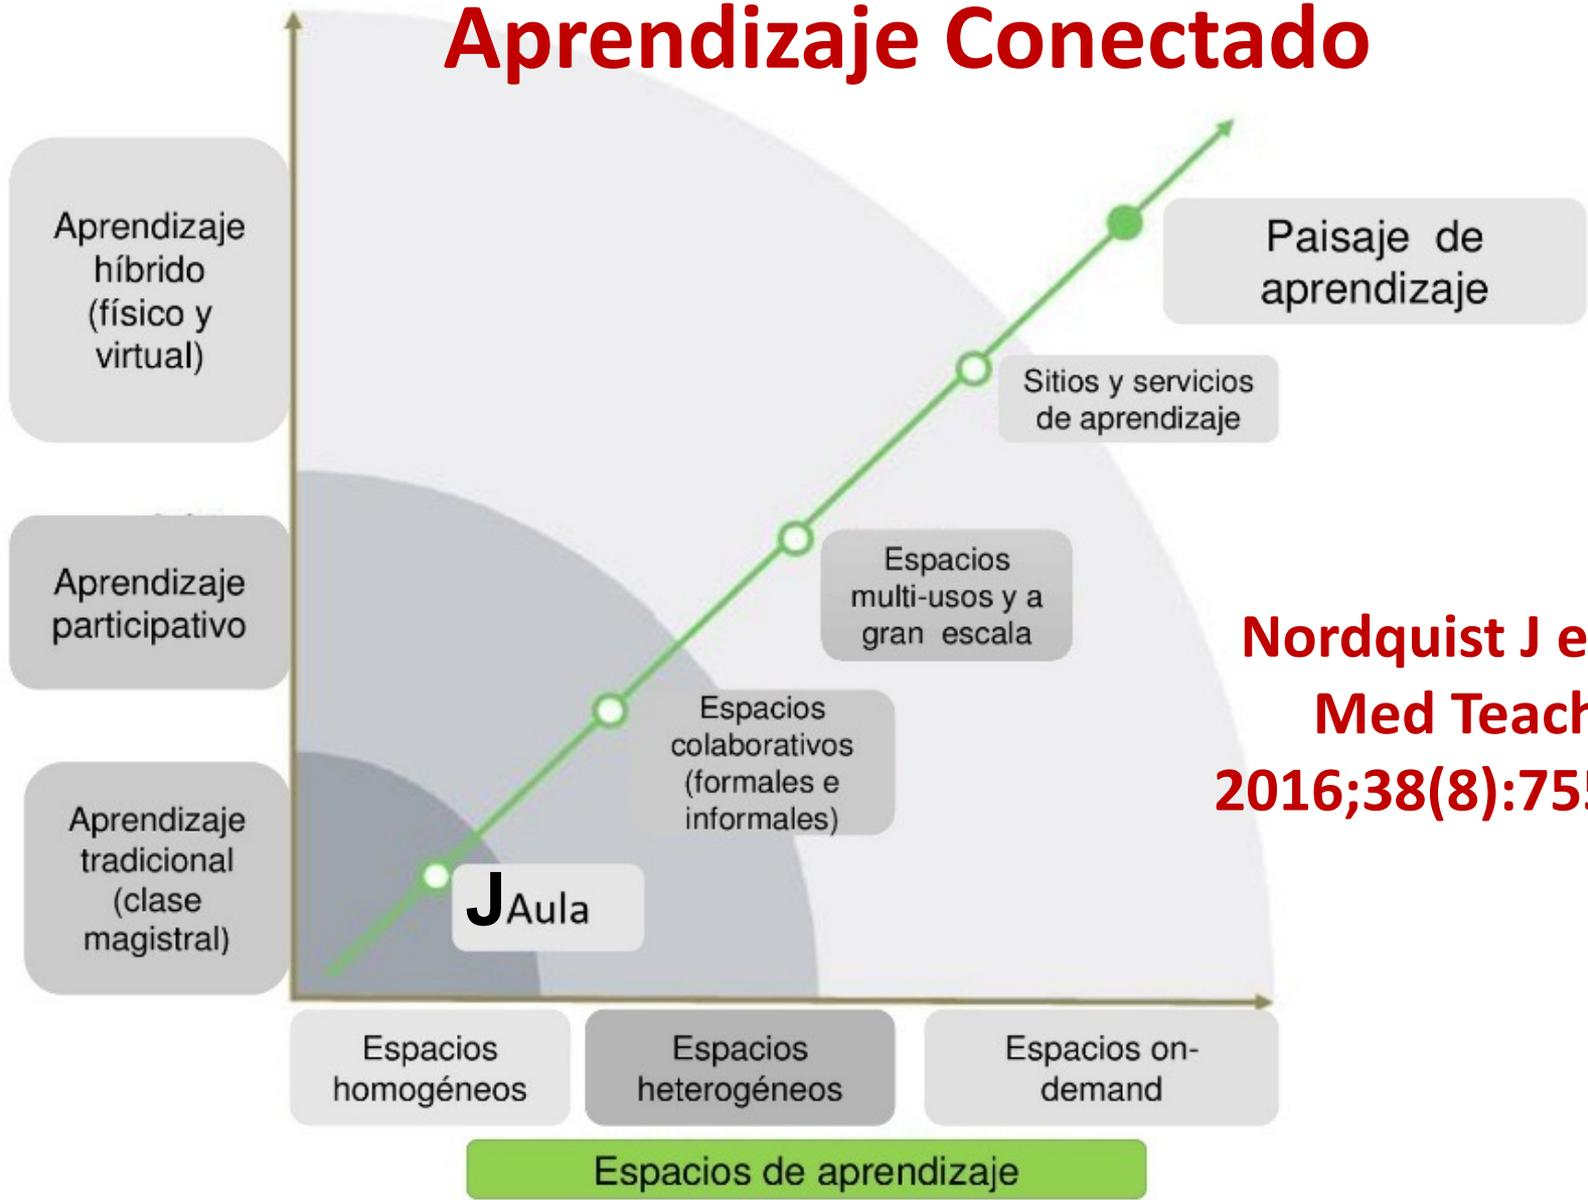 Aprendizaje Conectado
Aprendizaje
híbrido
(físico y
virtual)
Paisaje de
aprendizaje
Sitios y servicios
de aprendizaje
Aprendizaje
participativo
Espacios
multi-usos y a
gran escala
Nordquist J e
Med Teach
2016;38(8):755
Espacios
colaborativos
(formales e
informales)
Aprendizaje
tradicional
(clase
magistral)
J Aula
Espacios
homogéneos
Espacios
heterogéneos
Espacios on-
demand
Espacios de aprendizaje